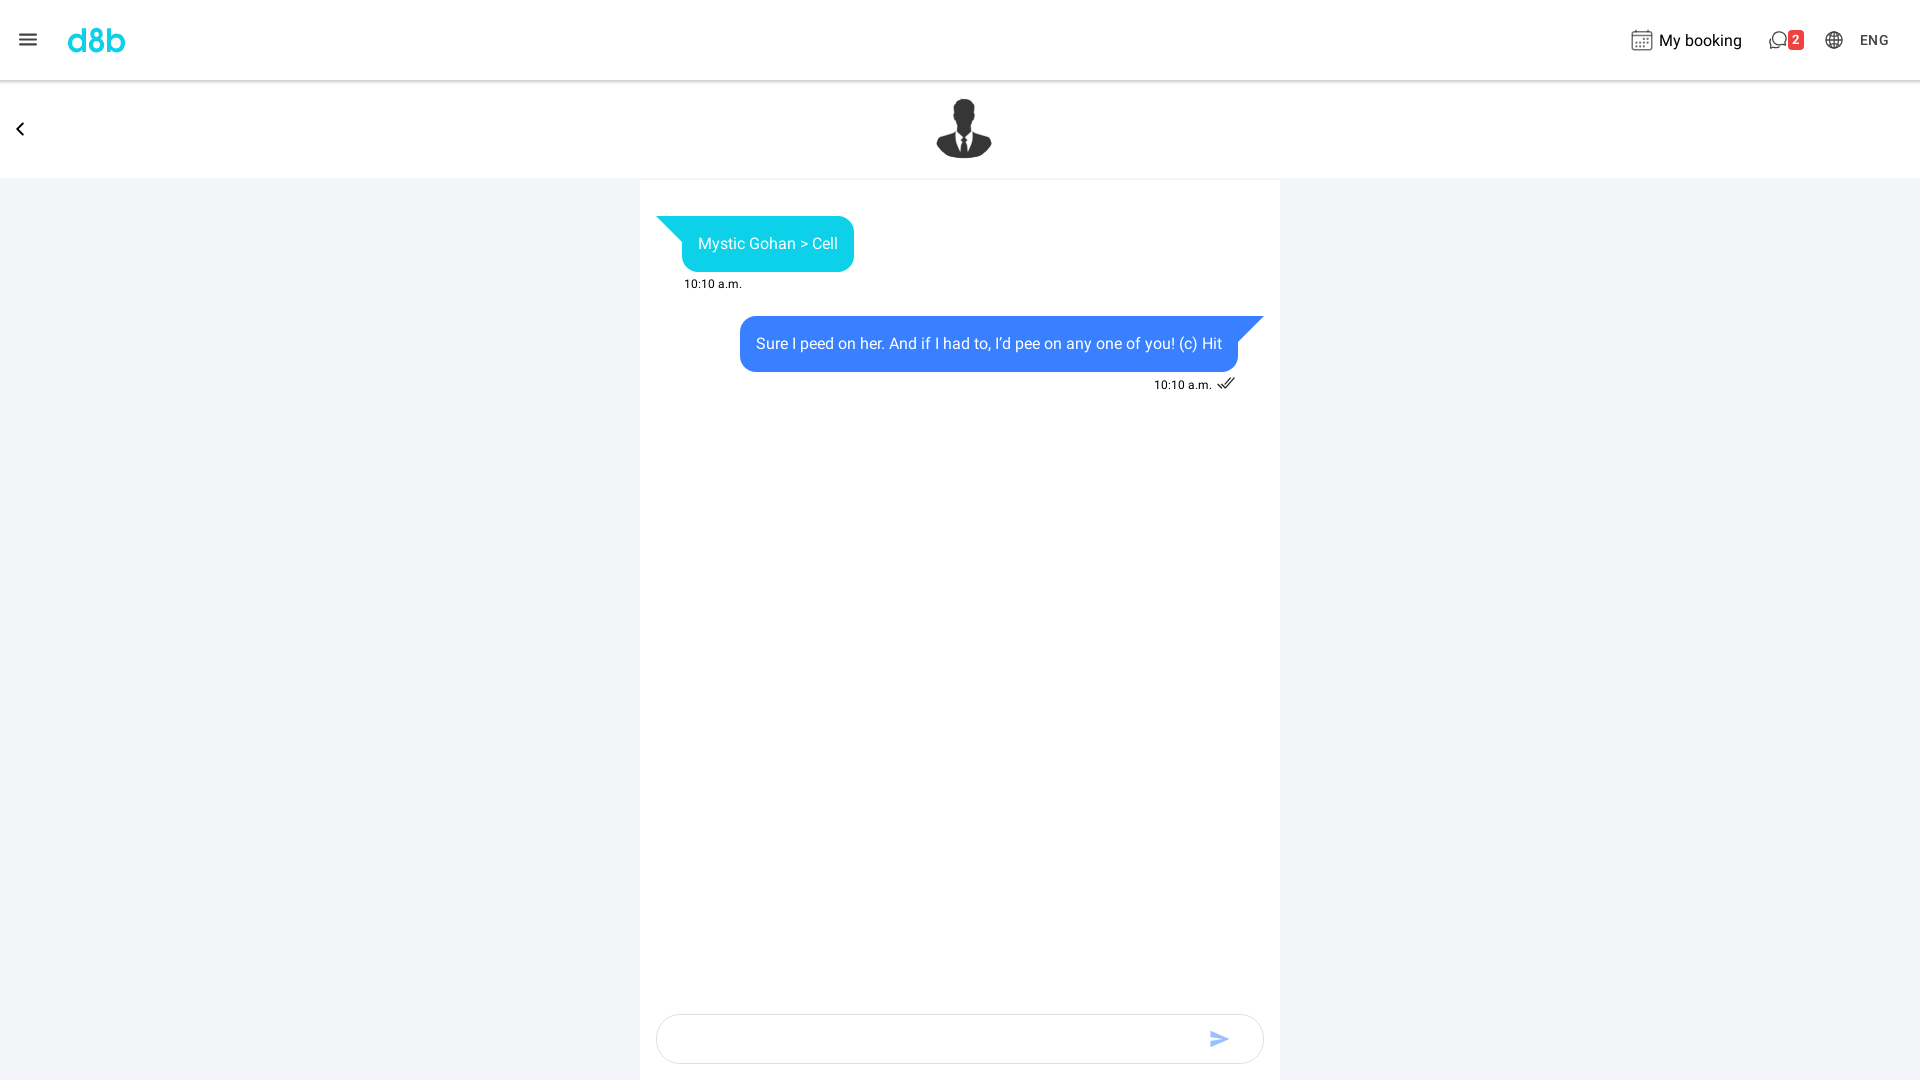 d8b
My booking
2
ENG
Mystic Gohan > Cell
10:10 a.m.
Sure I peed on her. And if I had to, I’d pee on any one of you! (c) Hit
10:10 a.m.